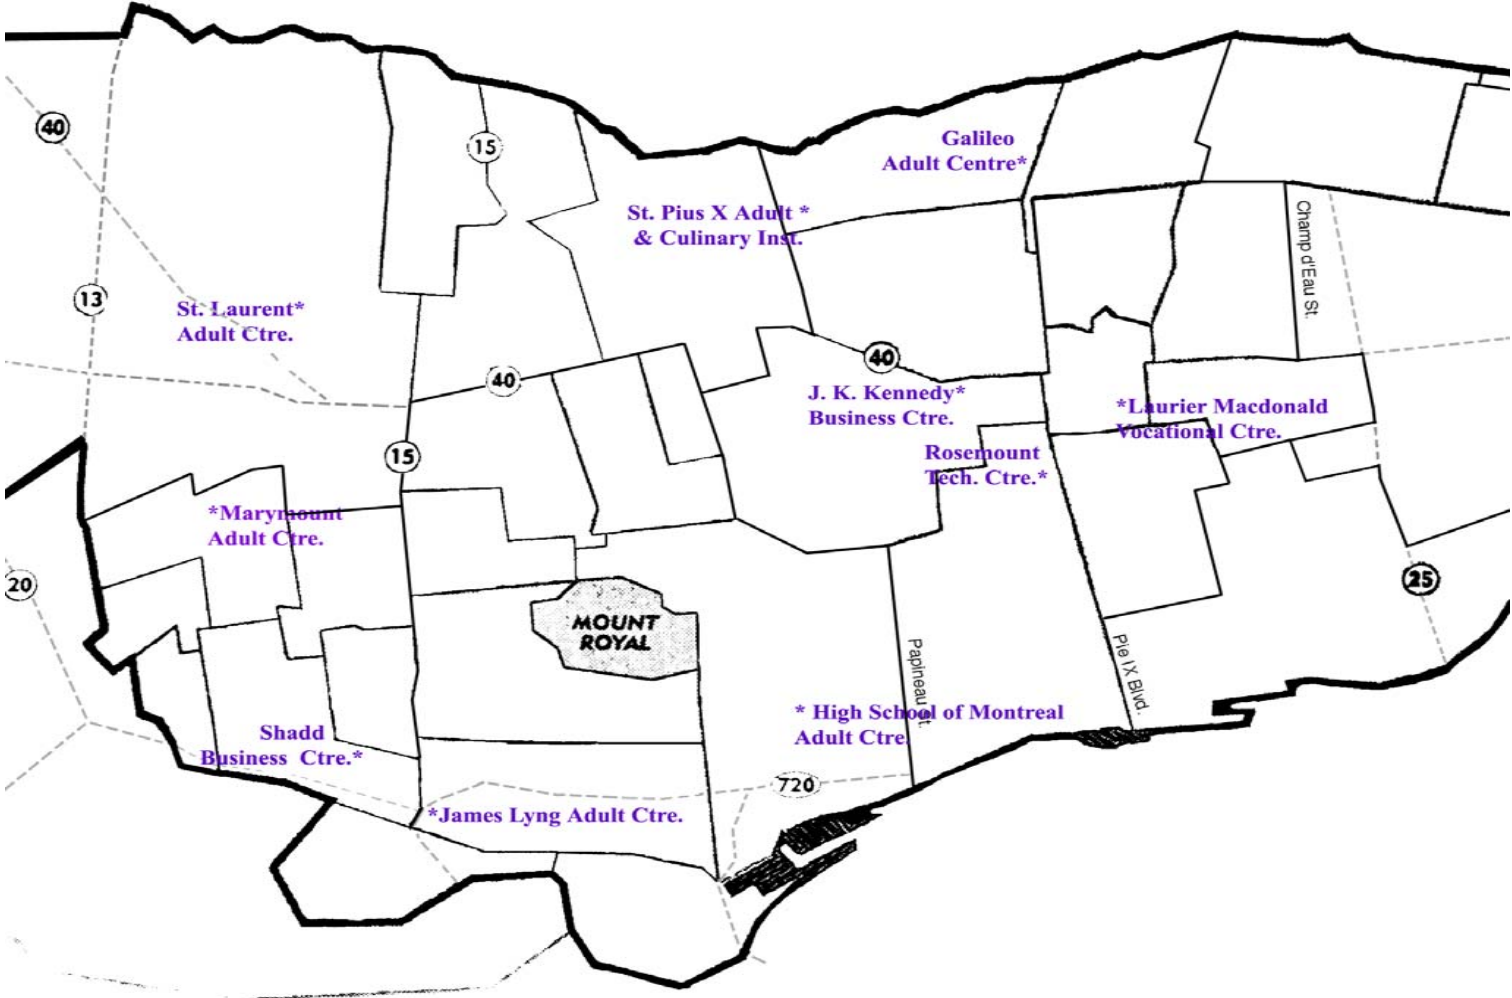 40
15
Galileo
Adult Centre*
St. Pius X Adult *
& Culinary Inst.
Champ d'Eau St.
13
St. Laurent*
Adult Ctre.
40
40
J. K. Kennedy*
Business Ctre.
*Laurier Macdonald
Vocational Ctre.
15
Rosemount
Tech. Ctre.*
*Marymount
Adult Ctre.
20
25
MOUNT
ROYAL
Papineau St.
Pie IX Blvd.
* High School of Montreal
Adult Ctre.
Shadd
Business Ctre.*
720
*James Lyng Adult Ctre.